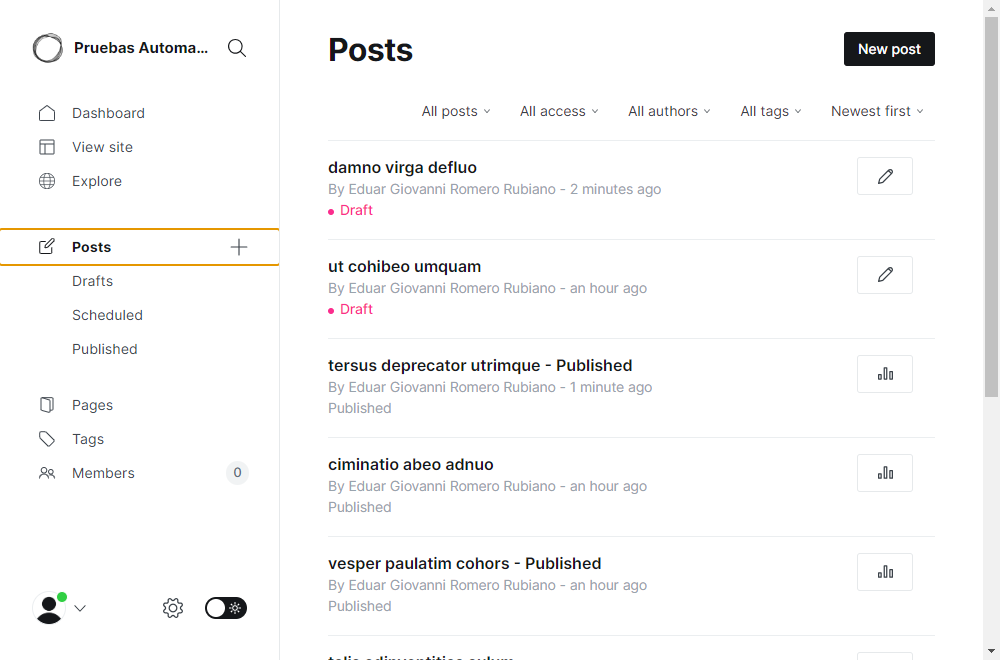 Pruebas Automa...
Dashboard
View site
Explore
Posts
Drafts
Scheduled
Published
Pages
Tags
Members
0
Posts
New post
All posts
All access
All authors
All tags
Newest first
damno virga defluo
By Eduar Giovanni Romero Rubiano - 2 minutes ago
Draft
ut cohibeo umquam
By Eduar Giovanni Romero Rubiano - an hour ago
Draft
tersus deprecator utrimque - Published
By Eduar Giovanni Romero Rubiano - 1 minute ago
Published
ciminatio abeo adnuo
By Eduar Giovanni Romero Rubiano - an hour ago
Published
vesper paulatim cohors - Published
By Eduar Giovanni Romero Rubiano - an hour ago
Published